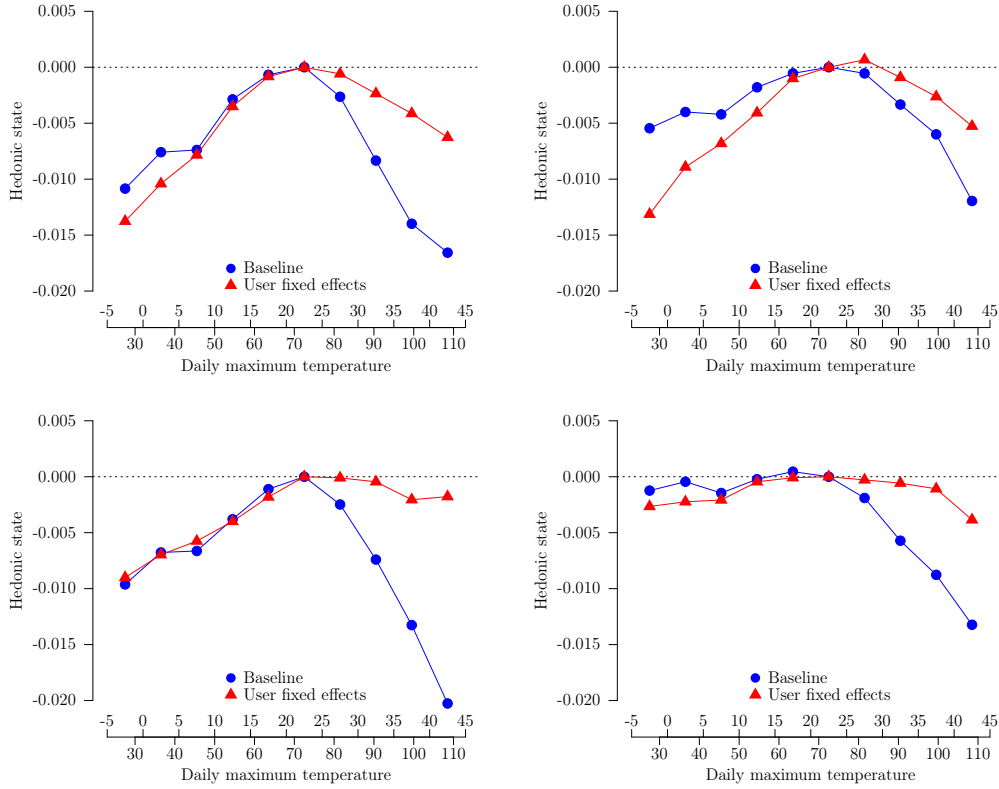 0.005
0.000
-0.005
-0.010
-0.015
-0.020
Hedonic state
Baseline
User fixed effects
-5 0 5 10 15 20 25 30 35 40 45
30 40 50 60 70 80 90 100 110
Daily maximum temperature
0.005
0.000
-0.005
-0.010
-0.015
-0.020
Hedonic state
Baseline
User fixed effects
-5 0 5 10 15 20 25 30 35 40 45
30 40 50 60 70 80 90 100 110
Daily maximum temperature
0.005
0.000
-0.005
-0.010
-0.015
-0.020
Hedonic state
Baseline
User fixed effects
-5 0 5 10 15 20 25 30 35 40 45
30 40 50 60 70 80 90 100 110
Daily maximum temperature
0.005
0.000
-0.005
-0.010
-0.015
-0.020
Hedonic state
Baseline
User fixed effects
-5 0 5 10 15 20 25 30 35 40 45
30 40 50 60 70 80 90 100 110
Daily maximum temperature